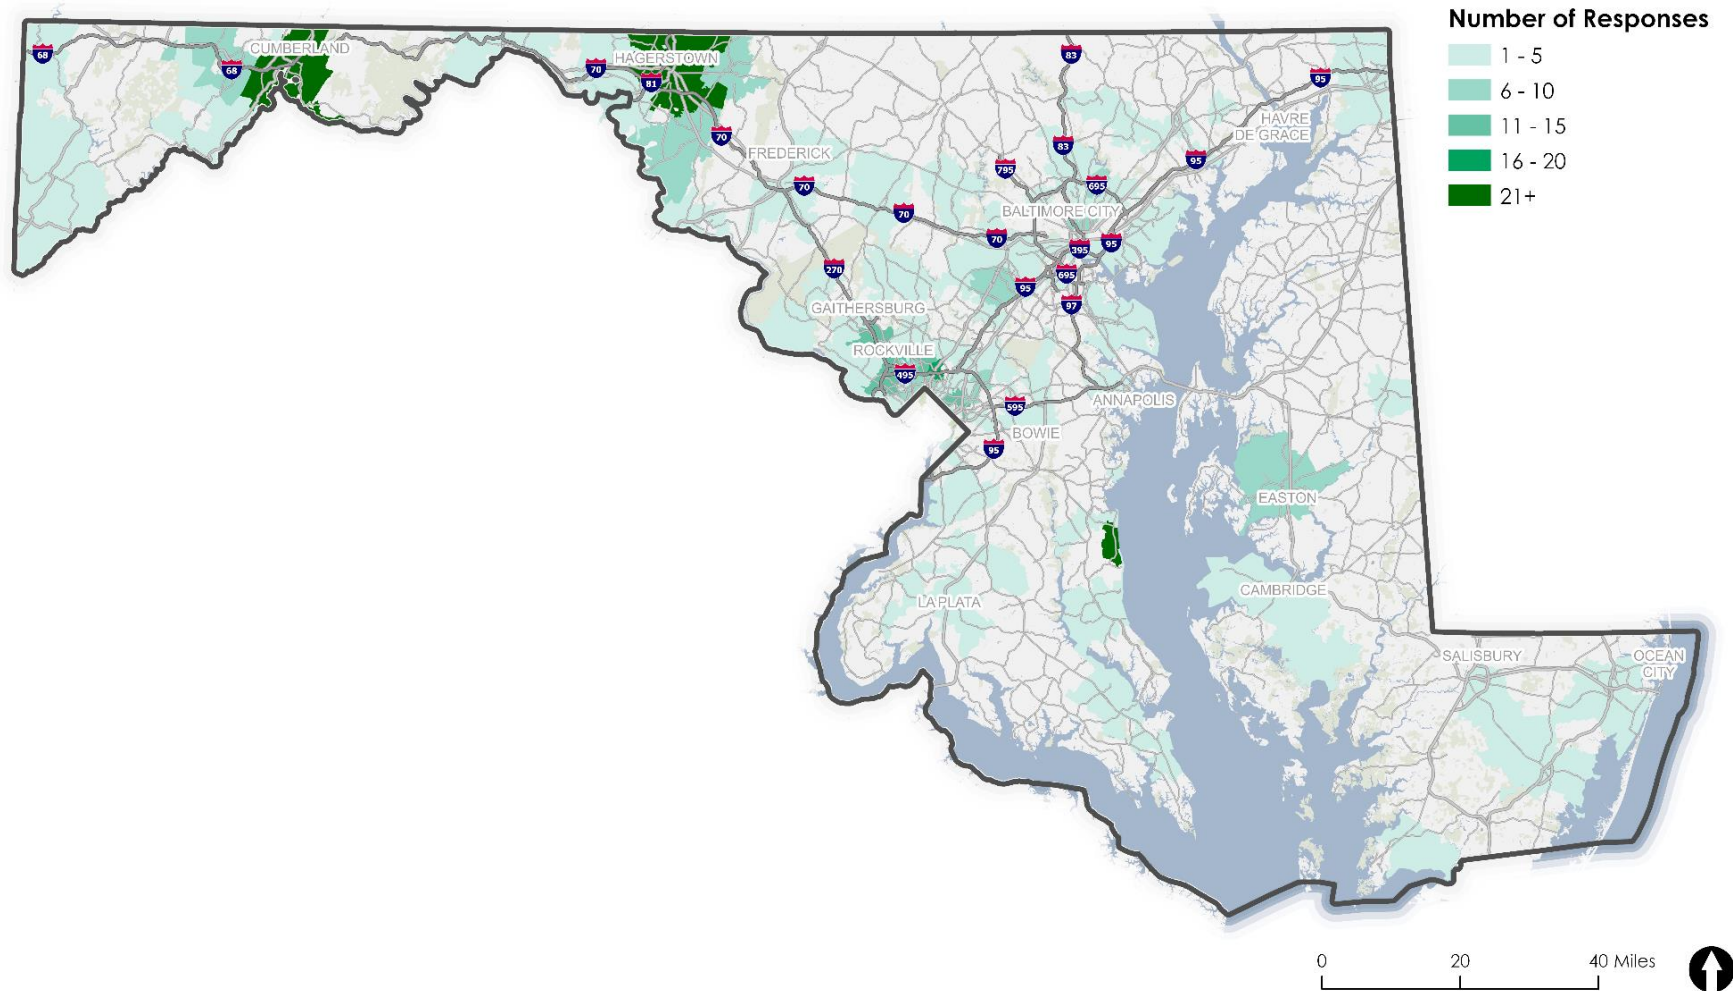 Number of Responses
1 - 5
6 - 10
11 - 15
16 - 20
21+
68
CUMBERLAND
68
HAGERSTOWN
70
81
83
95
70
HAVRE
DE GRACE
FREDERICK
83
95
795
70
695
70
BALTIMORE CITY
70
395
95
270
695
95
97
GAITHERSBURG
ROCKVILLE
495
ANNAPOLIS
595
BOWIE
95
EASTON
CAMBRIDGE
LA PLATA
SALISBURY
OCEAN
CITY
0 20 40 Miles